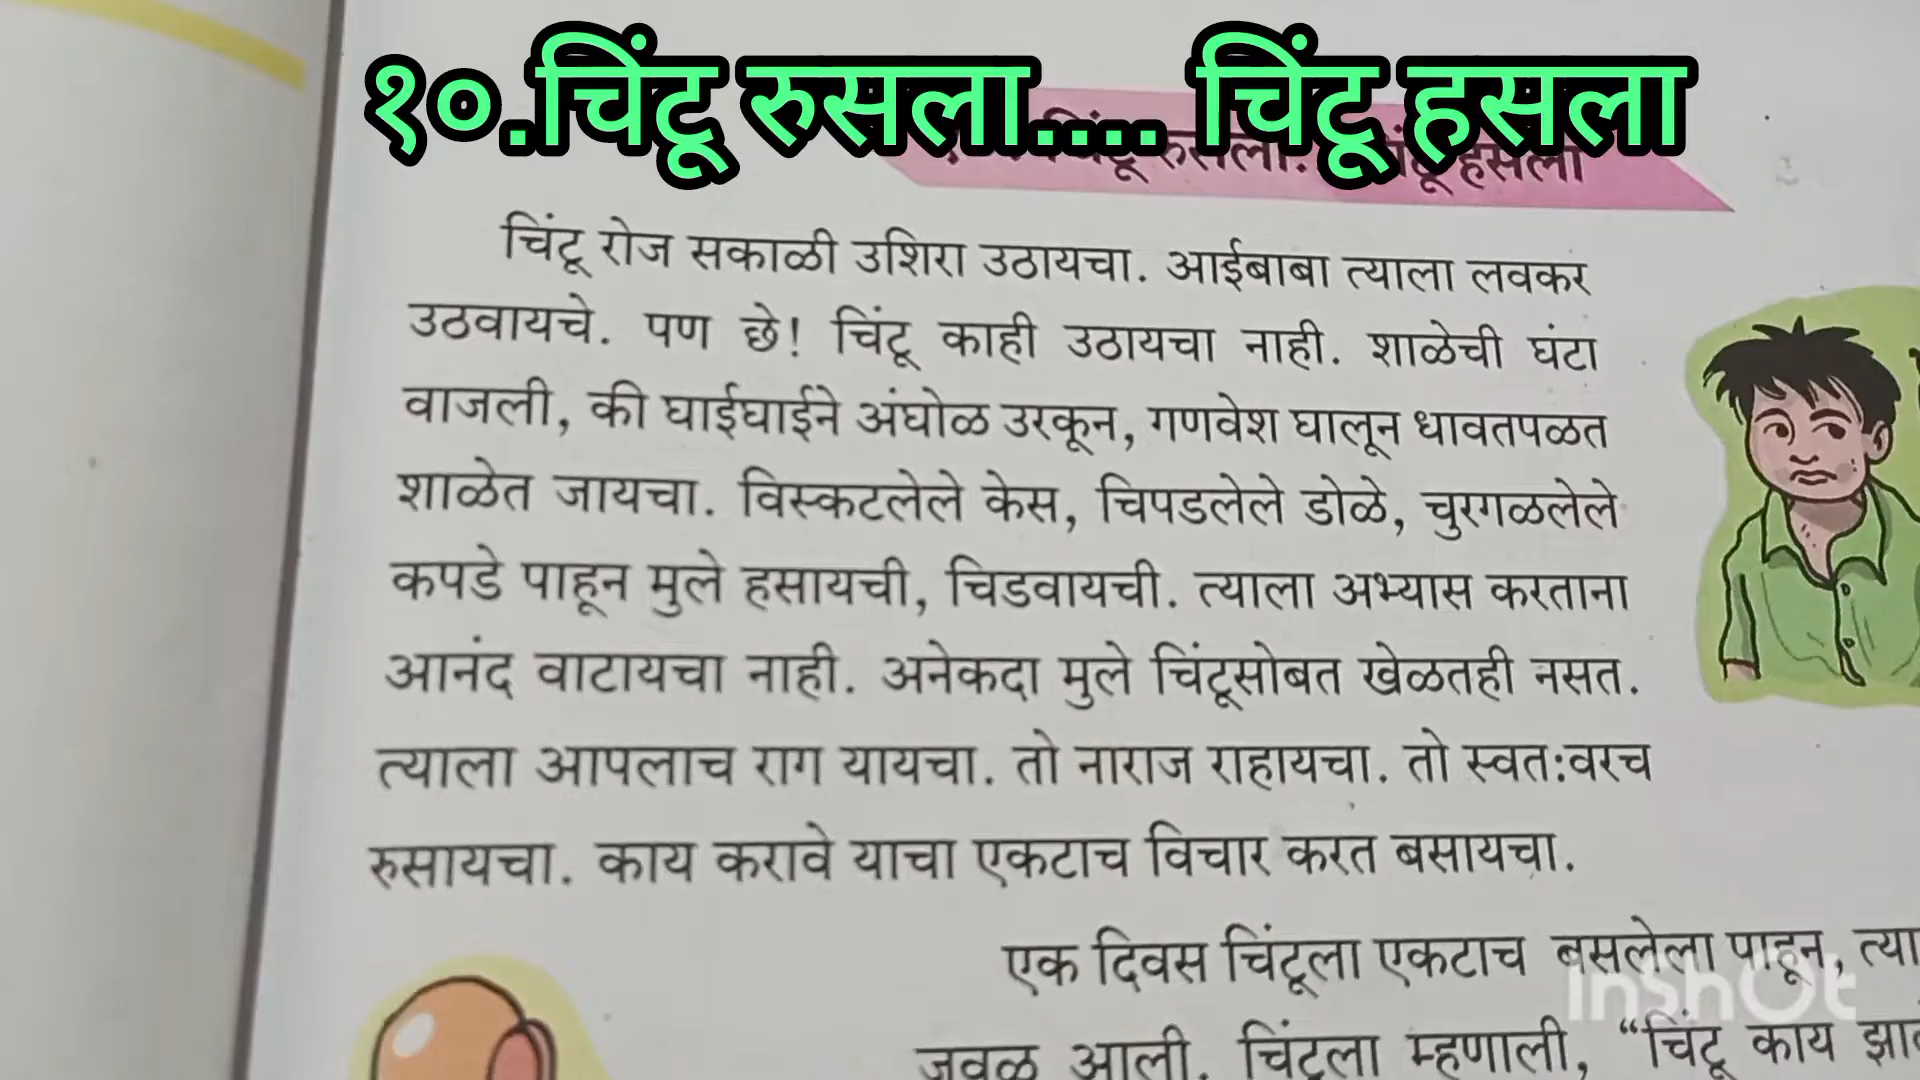 १०.चिंटू रुसला.... चिंटू हसला
चिंटू रुसला. चिंटू हसला
चिंटू रोज सकाळी उशिरा उठायचा. आईबाबा त्याला लवकर
उठवायचे. पण छे! चिंटू काही उठायचा नाही. शाळेची घंटा
वाजली, की घाईघाईने अंघोळ उरकून, गणवेश घालून धावतपळत
शाळेत जायचा. विस्कटलेले केस, चिपडलेले डोळे, चुरगळलेले
कपडे पाहून मुले हसायची, चिडवायची. त्याला अभ्यास करताना
आनंद वाटायचा नाही. अनेकदा मुले चिंटूसोबत खेळतही नसत.
त्याला आपलाच राग यायचा. तो नाराज राहायचा. तो स्वत:वरच
रुसायचा. काय करावे याचा एकटाच विचार करत बसायचा.
एक दिवस चिंटूला एकटाच बसलेला पाहून, त्या
जवळ आली. चिंटूला म्हणाली, “चिंटू काय
InShOt